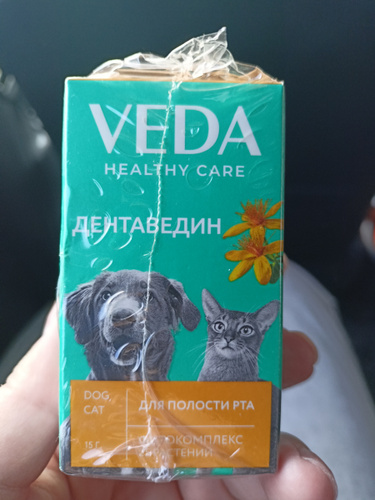 VEDA
HEALTHY CARE
ДЕНТАВЕДИН
DOG,
CAT
ДЛЯ ПОЛОСТИ РТА
15 Г.